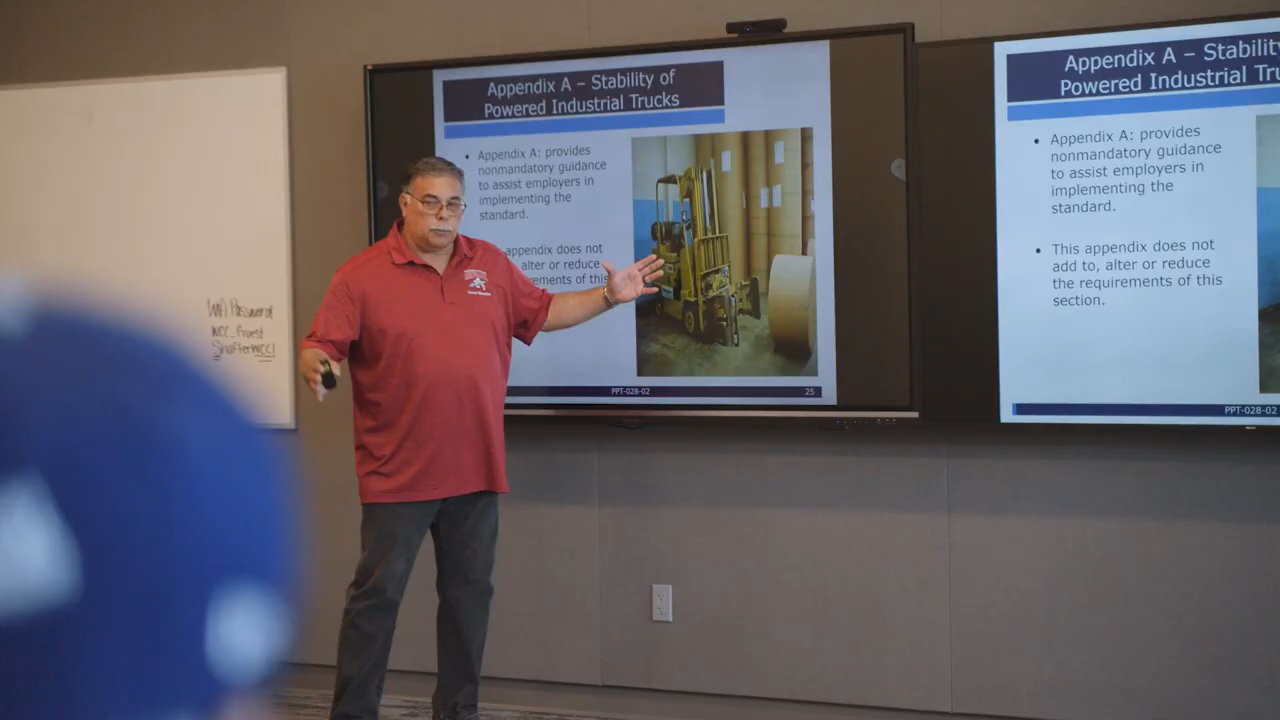 Appendix A – Stability of
Powered Industrial Trucks
• Appendix A: provides
nonmandatory guidance
to assist employers in
implementing the
standard.
appendix does not
alter or reduce
of this
PPT-028-02
25
Appendix A – Stability
Powered Industrial
• Appendix A: provides
nonmandatory guidance
to assist employers in
implementing the
standard.
• This appendix does not
add to, alter or reduce
the requirements of this
section.
PPT-028-02
Wifi Password
WCC_Guest